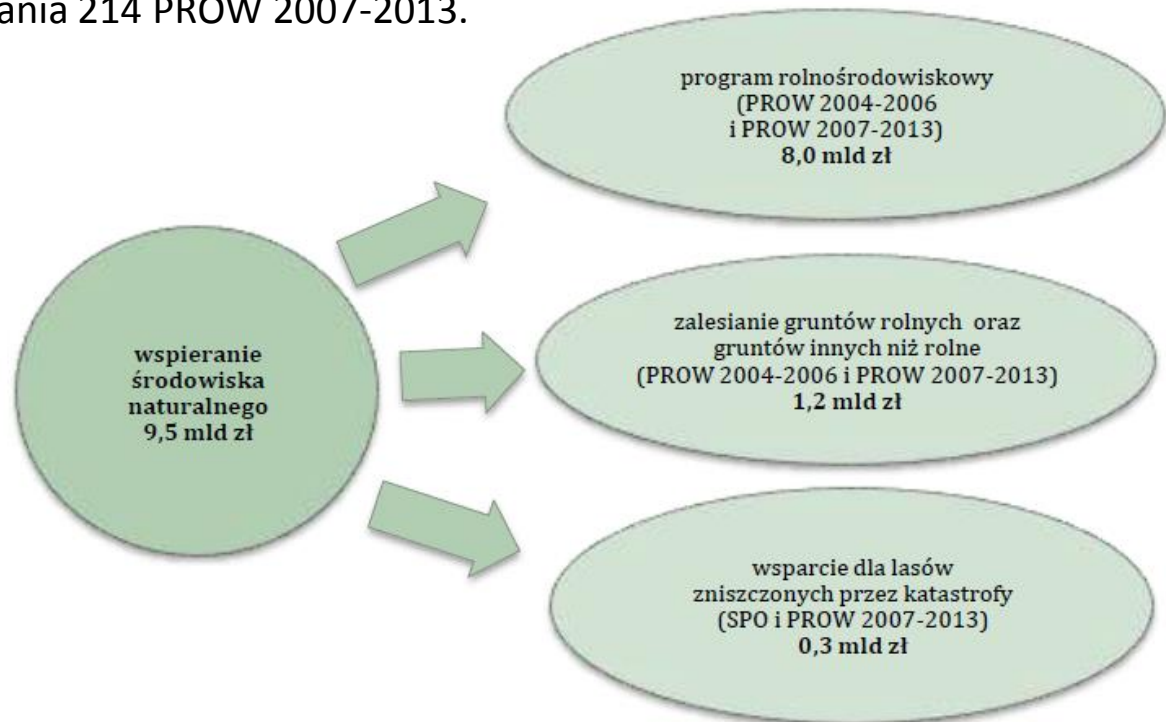 ania 214 PROW 2007-2013.
program rolnośrodowiskowy
(PROW 2004-2006
i PROW 2007-2013)
8,0 mld zł
wspieranie
środowiska
naturalnego
9,5 mld zł
zalesianie gruntów rolnych oraz
gruntów innych niż rolne
(PROW 2004-2006 i PROW 2007-2013)
1,2 mld zł
wsparcie dla lasów
zniszczonych przez katastrofy
(SPO i PROW 2007-2013)
0,3 mld zł